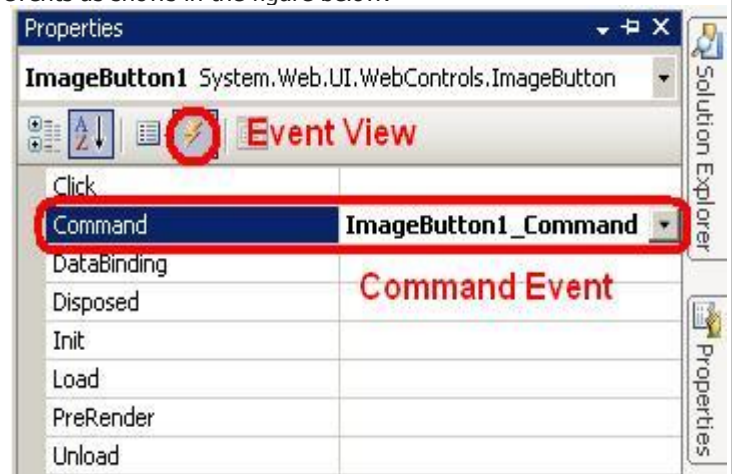 events as shone in the figure below.
Properties
ImageButton1 System.Web.UI.WebControls.ImageButton
Event View
Click
Command ImageButton1_Command
Command Event
DataBinding
Disposed
Init
Load
PreRender
Unload
Solution Explorer
Properties